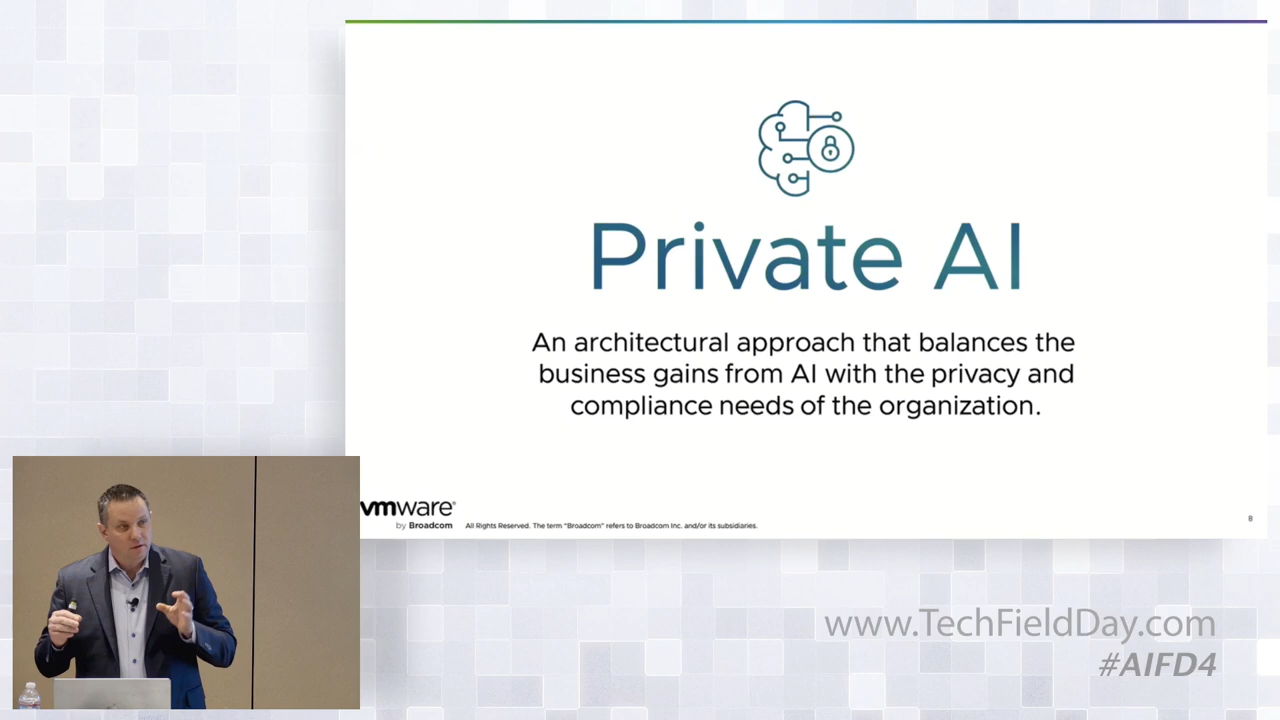 Private AI
An architectural approach that balances the
business gains from AI with the privacy and
compliance needs of the organization.
vmware®
by Broadcom
All Rights Reserved. The term "Broadcom" refers to Broadcom Inc. and/or its subsidiaries.
8
www.TechFieldDay.com
#AIFD4